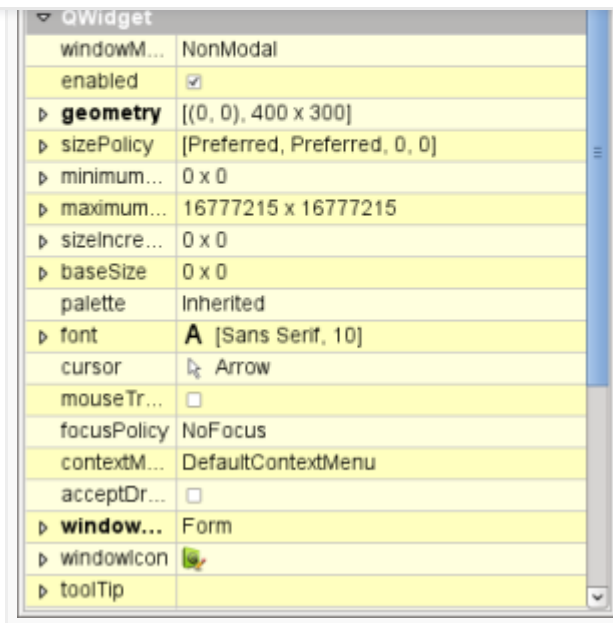 QWidget
windowM... NonModal
enabled
geometry [(0, 0), 400 x 300]
sizePolicy [Preferred, Preferred, 0, 0]
minimum... 0 x 0
maximum... 16777215 x 16777215
sizeIncre... 0 x 0
baseSize 0 x 0
palette Inherited
font A [Sans Serif, 10]
cursor Arrow
mouseTr...
focusPolicy NoFocus
contextM... DefaultContextMenu
acceptDr...
window... Form
windowIcon
toolTip